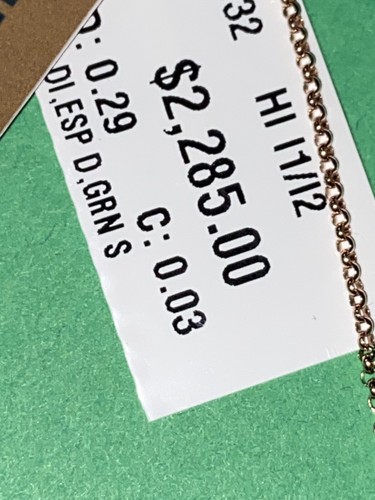 32
HI I1/I2
$2,285.00
C: 0.03
: 0.29
DI,ESP D,GRN S